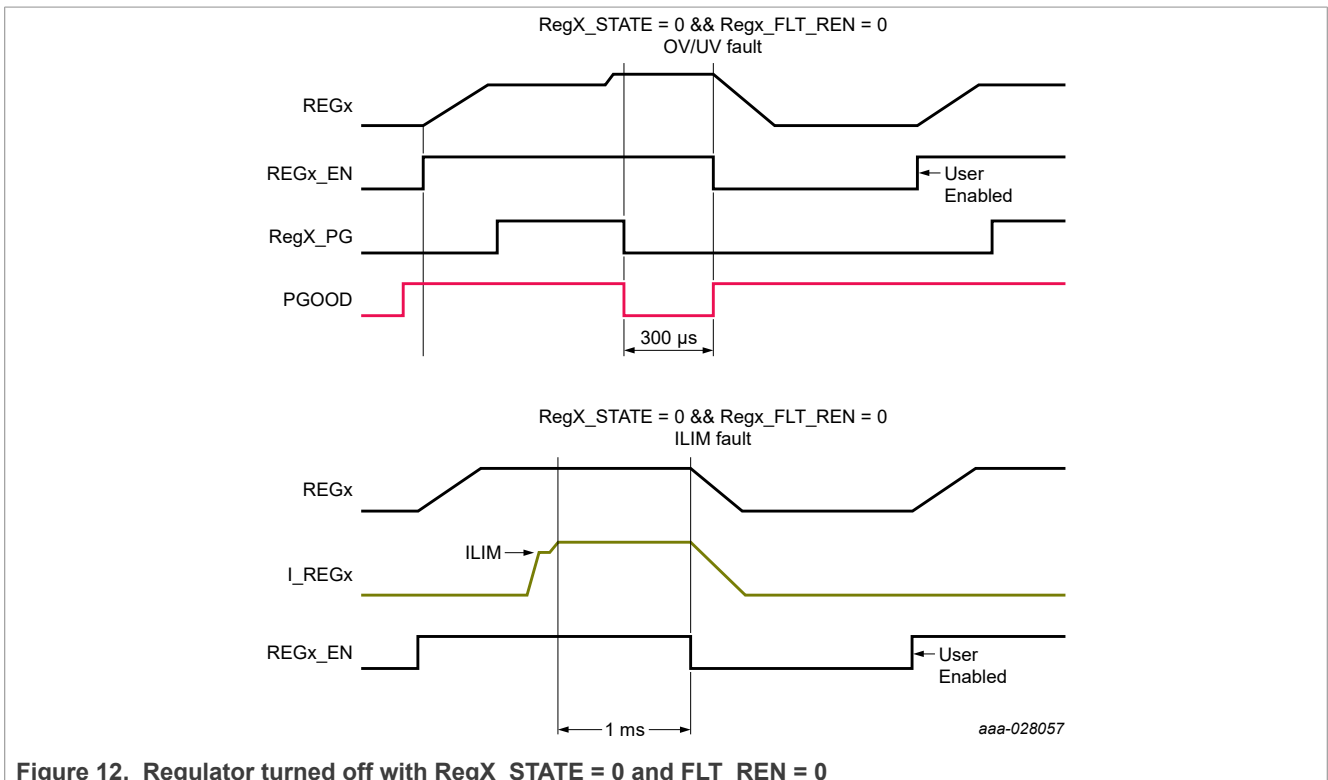 RegX_STATE = 0 && Regx_FLT_REN = 0
OV/UV fault
REGx
REGx_EN
User
Enabled
RegX_PG
PGOOD
300 µs
RegX_STATE = 0 && Regx_FLT_REN = 0
ILIM fault
REGx
ILIM
I_REGx
REGx_EN
User
Enabled
1 ms
aaa-028057
Figure 12. Regulator turned off with RegX_STATE = 0 and FLT_REN = 0